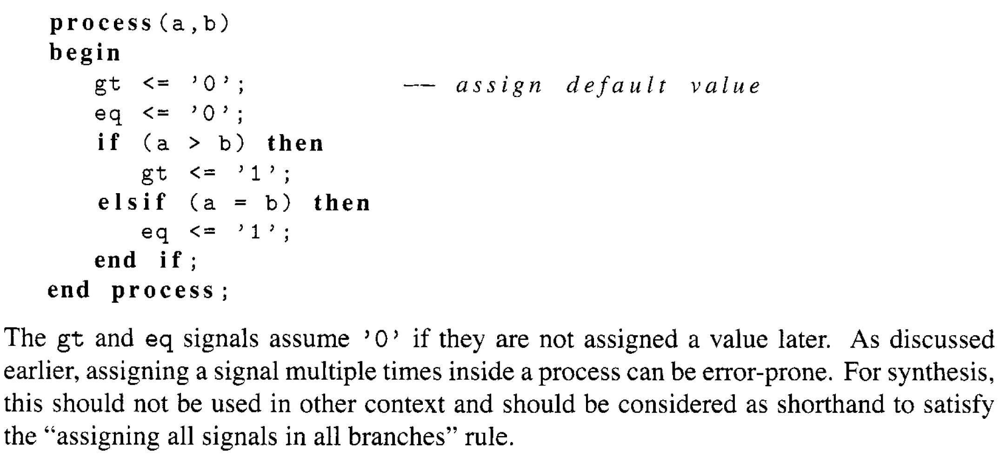 process(a,b)
begin
    gt <= '0';          -- assign default value
    eq <= '0';
    if (a > b) then
        gt <= '1';
    elsif (a = b) then
        eq <= '1';
    end if;
end process;
The gt and eq signals assume '0' if they are not assigned a value later. As discussed
earlier, assigning a signal multiple times inside a process can be error-prone. For synthesis,
this should not be used in other context and should be considered as shorthand to satisfy
the “assigning all signals in all branches” rule.